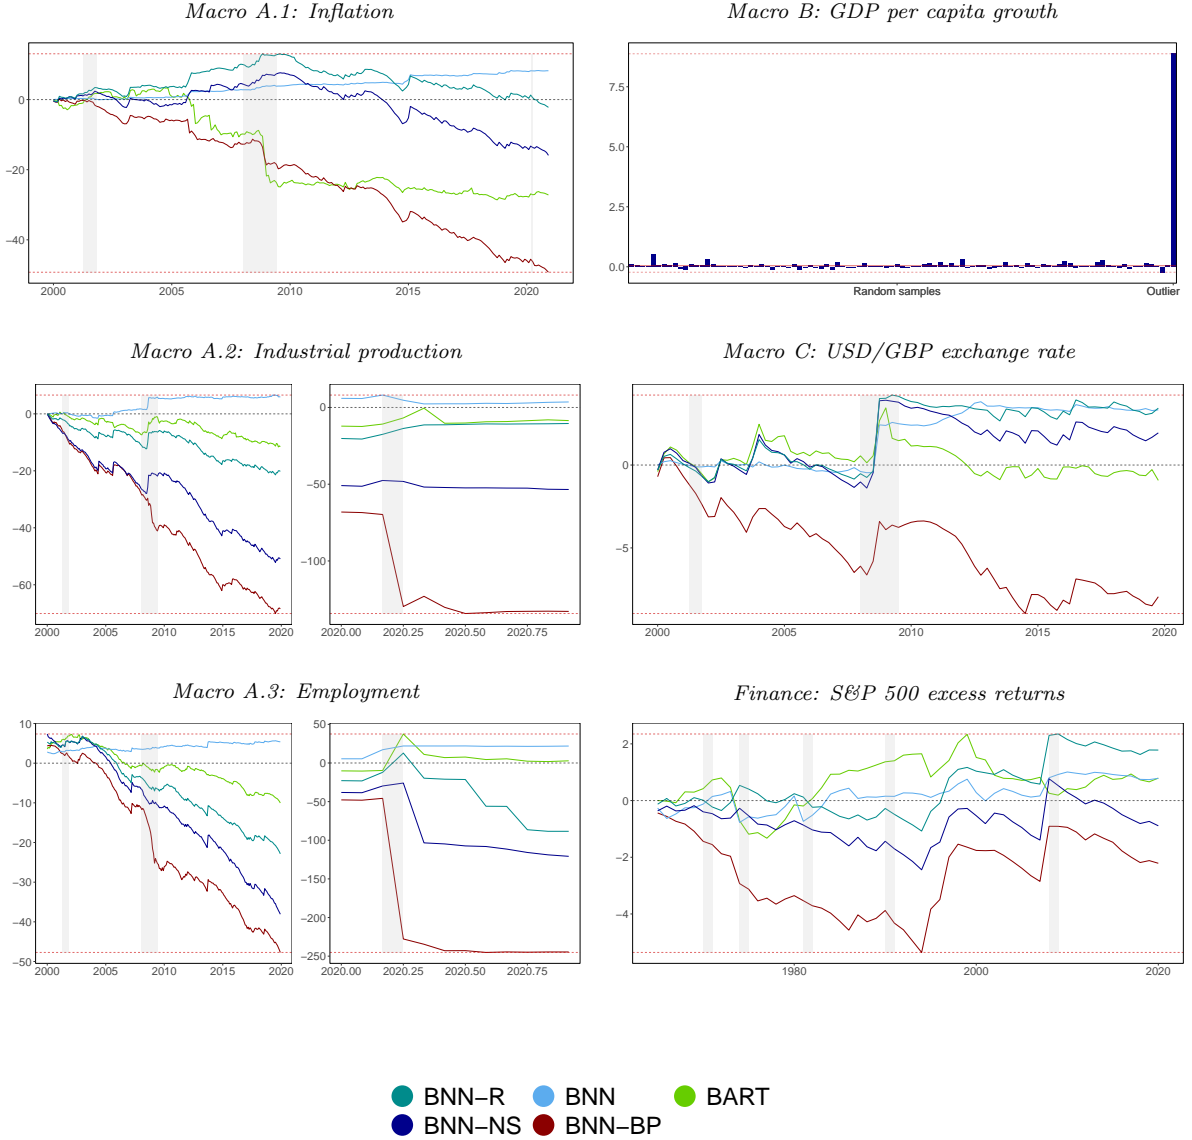 Macro A.1: Inflation
Macro B: GDP per capita growth
0
−20
−40
2000 2005 2010 2015 2020
7.5
5.0
2.5
0.0
Random samples Outlier
Macro A.2: Industrial production
Macro C: USD/GBP exchange rate
0
−20
−40
−60
2000 2005 2010 2015 2020
0
−50
−100
2020.00 2020.25 2020.50 2020.75
0
−5
2000 2005 2010 2015 2020
Macro A.3: Employment
Finance: S&P 500 excess returns
10
0
−10
−20
−30
−40
−50
2000 2005 2010 2015 2020
50
0
−50
−100
−150
−200
−250
2020.00 2020.25 2020.50 2020.75
2
0
−2
−4
1980 2000 2020
BNN−R BNN BART
BNN−NS BNN−BP